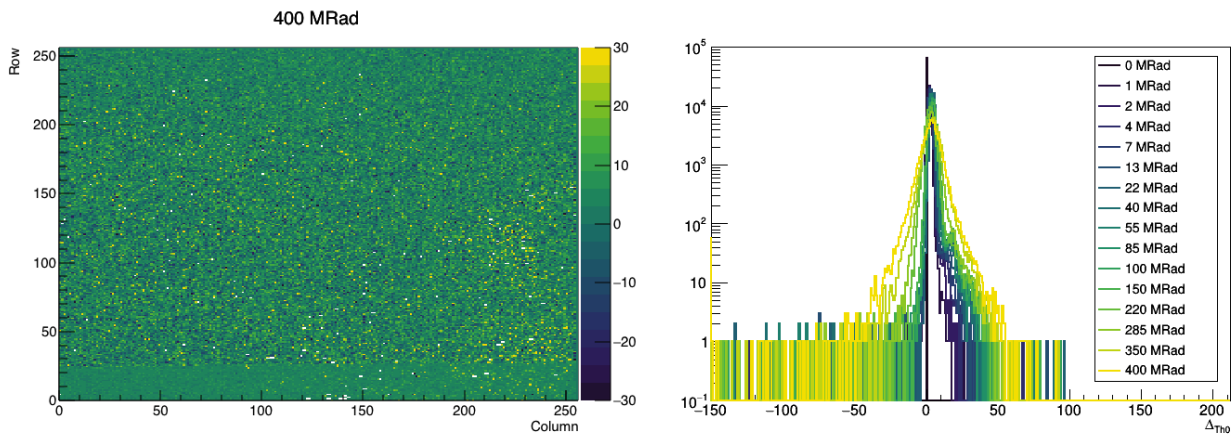 400 MRad
Row
250
200
150
100
50
0
0 50 100 150 200 250
Column
30
20
10
0
−10
−20
−30
10^5
10^4
10^3
10^2
10
1
10^−1
−150 −100 −50 0 50 100 150 200
Δ_Th0
0 MRad
1 MRad
2 MRad
4 MRad
7 MRad
13 MRad
22 MRad
40 MRad
55 MRad
85 MRad
100 MRad
150 MRad
220 MRad
285 MRad
350 MRad
400 MRad